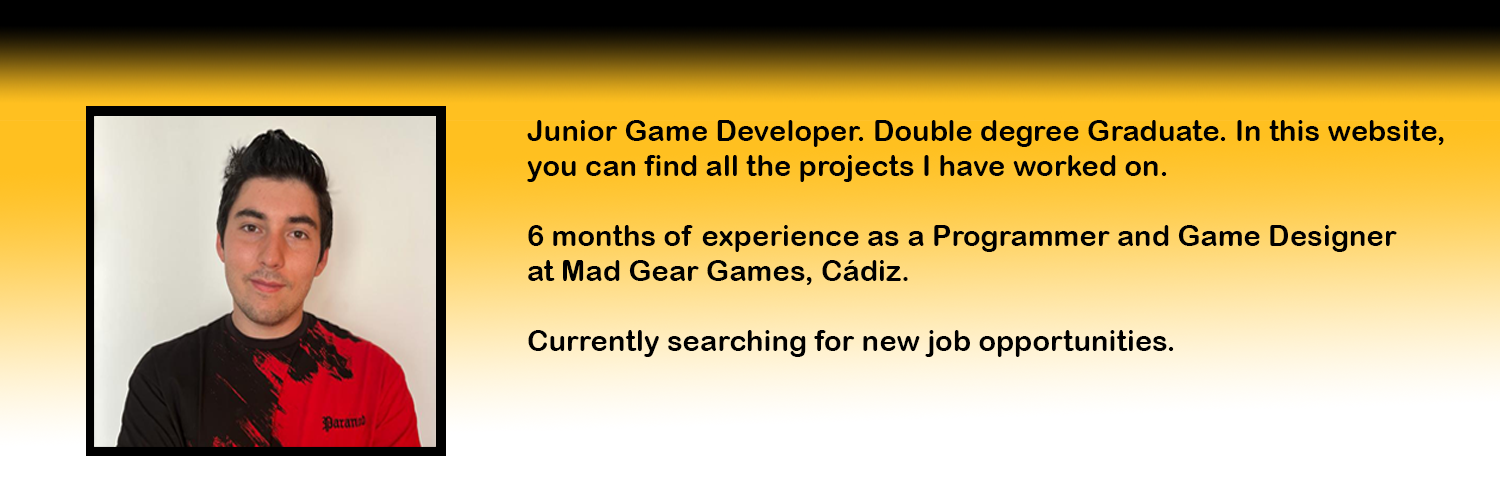 Junior Game Developer. Double degree Graduate. In this website,
you can find all the projects I have worked on.
6 months of experience as a Programmer and Game Designer
at Mad Gear Games, Cádiz.
Currently searching for new job opportunities.